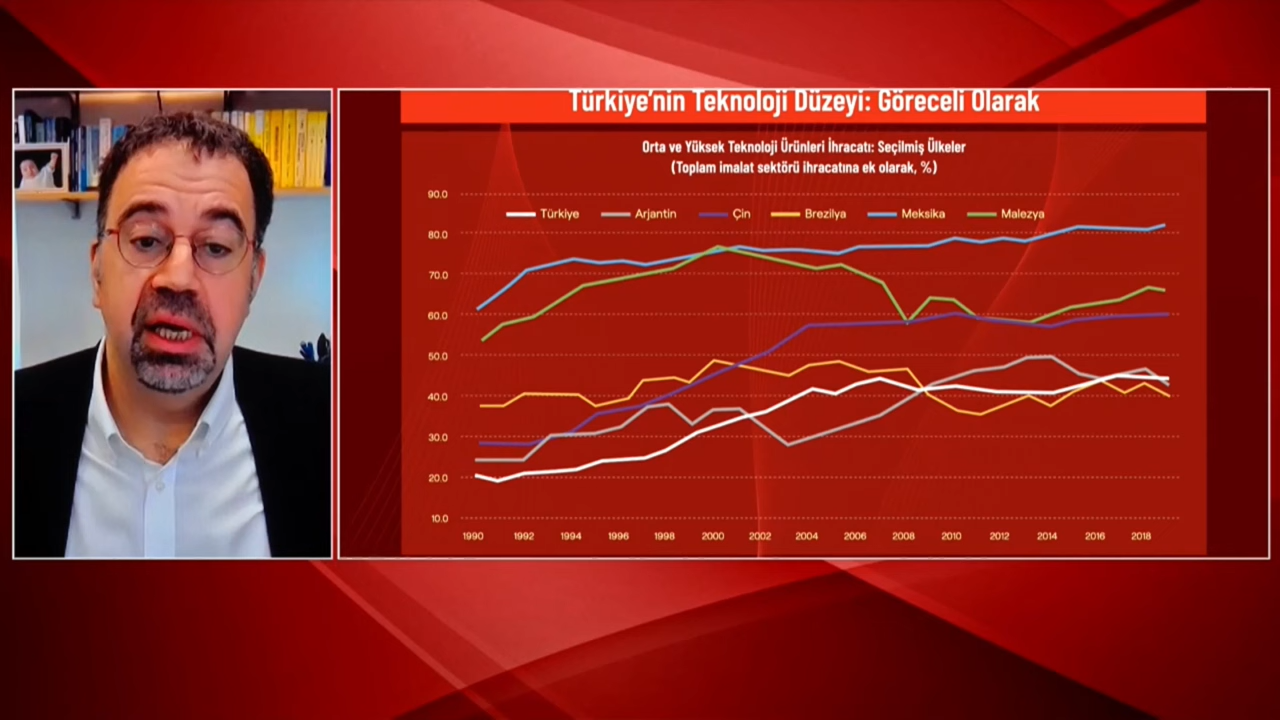 Türkiye'nin Teknoloji Düzeyi: Göreceli Olarak
Orta ve Yüksek Teknoloji Ürünleri İhracatı: Seçilmiş Ülkeler
(Toplam imalat sektörü ihracatına ek olarak, %)
90.0
Türkiye Arjantin Çin Brezilya Meksika Malezya
80.0
70.0
60.0
50.0
40.0
30.0
20.0
10.0
1990 1992 1994 1996 1998 2000 2002 2004 2006 2008 2010 2012 2014 2016 2018